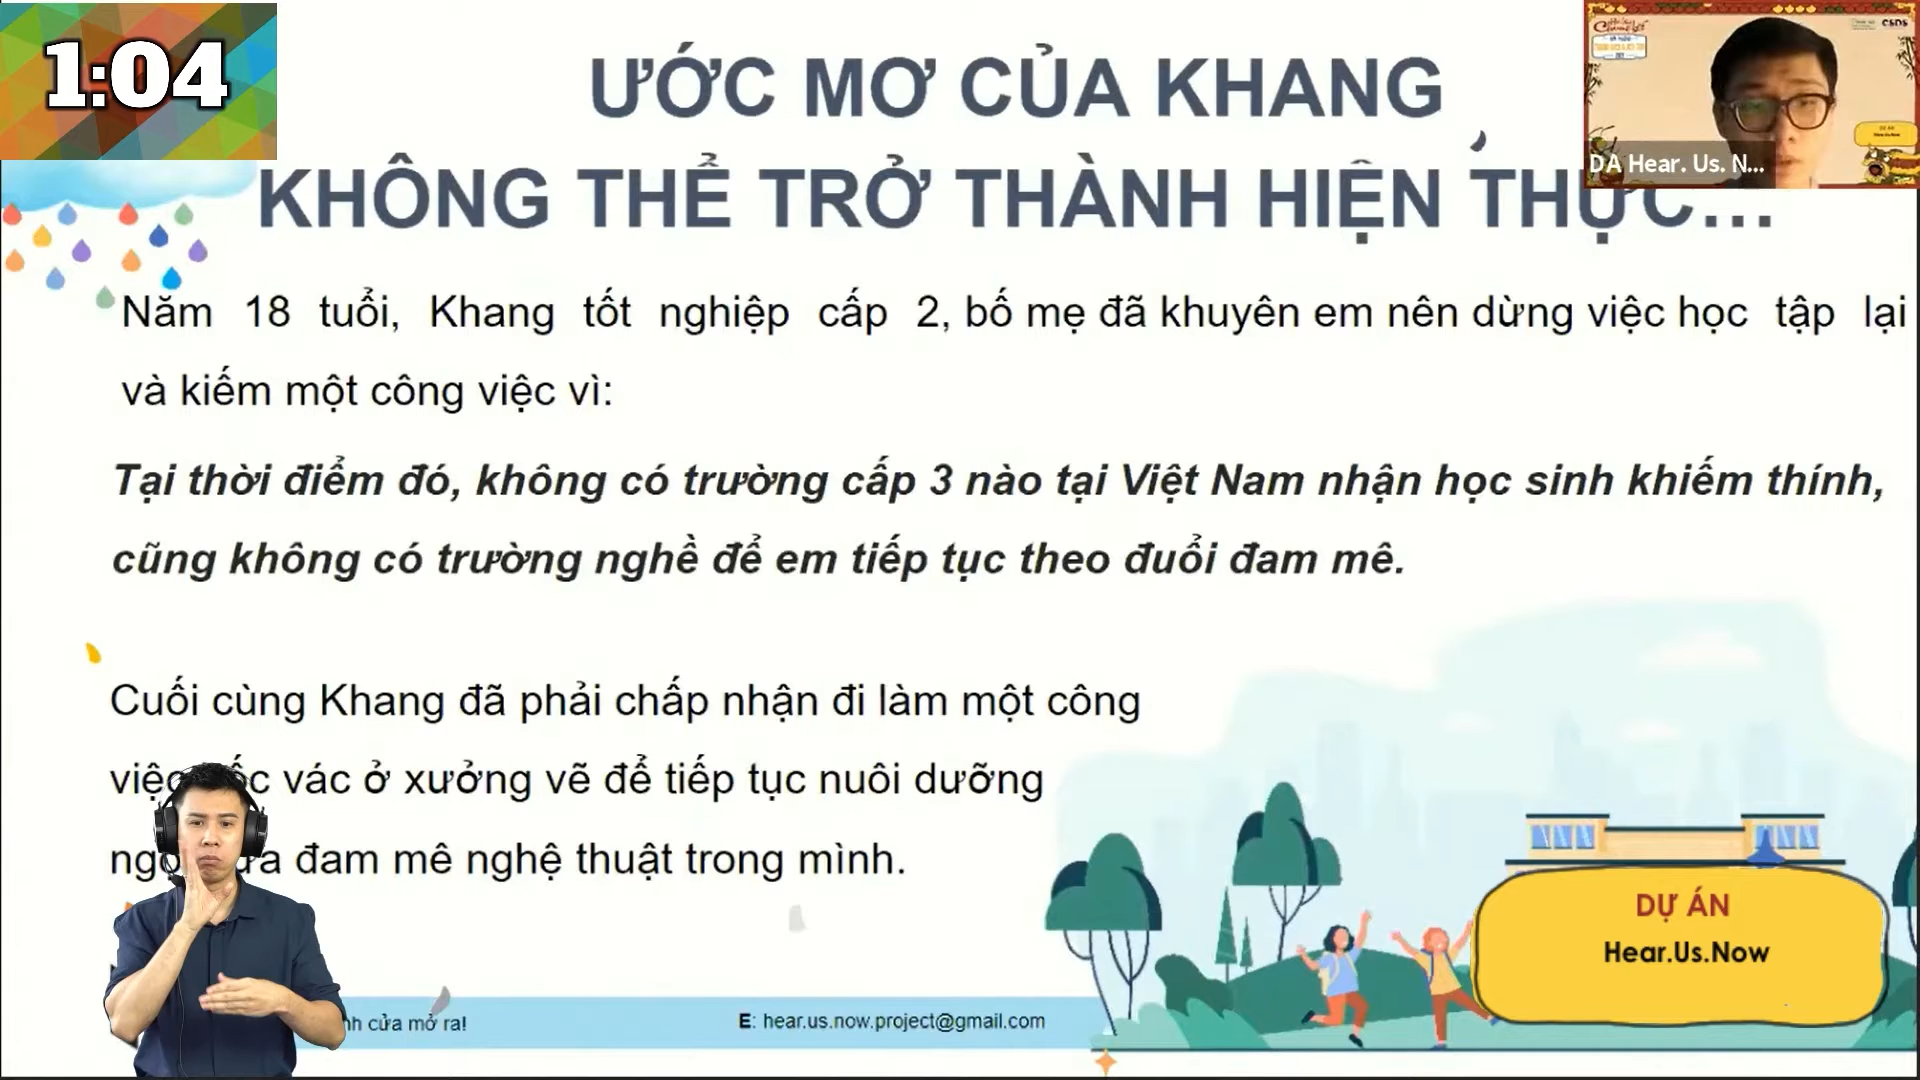 1:04
ƯỚC MƠ CỦA KHANG
KHÔNG THỂ TRỞ THÀNH HIỆN THỰC...
DA Hear. Us. N...
CSDS
Năm 18 tuổi, Khang tốt nghiệp cấp 2, bố mẹ đã khuyên em nên dừng việc học tập lại
và kiếm một công việc vì:
Tại thời điểm đó, không có trường cấp 3 nào tại Việt Nam nhận học sinh khiếm thính,
cũng không có trường nghề để em tiếp tục theo đuổi đam mê.
Cuối cùng Khang đã phải chấp nhận đi làm một công
vác ở xưởng vẽ để tiếp tục nuôi dưỡng
đam mê nghệ thuật trong mình.
DỰ ÁN
Hear.Us.Now
cửa mở ra!
E: hear.us.now.project@gmail.com